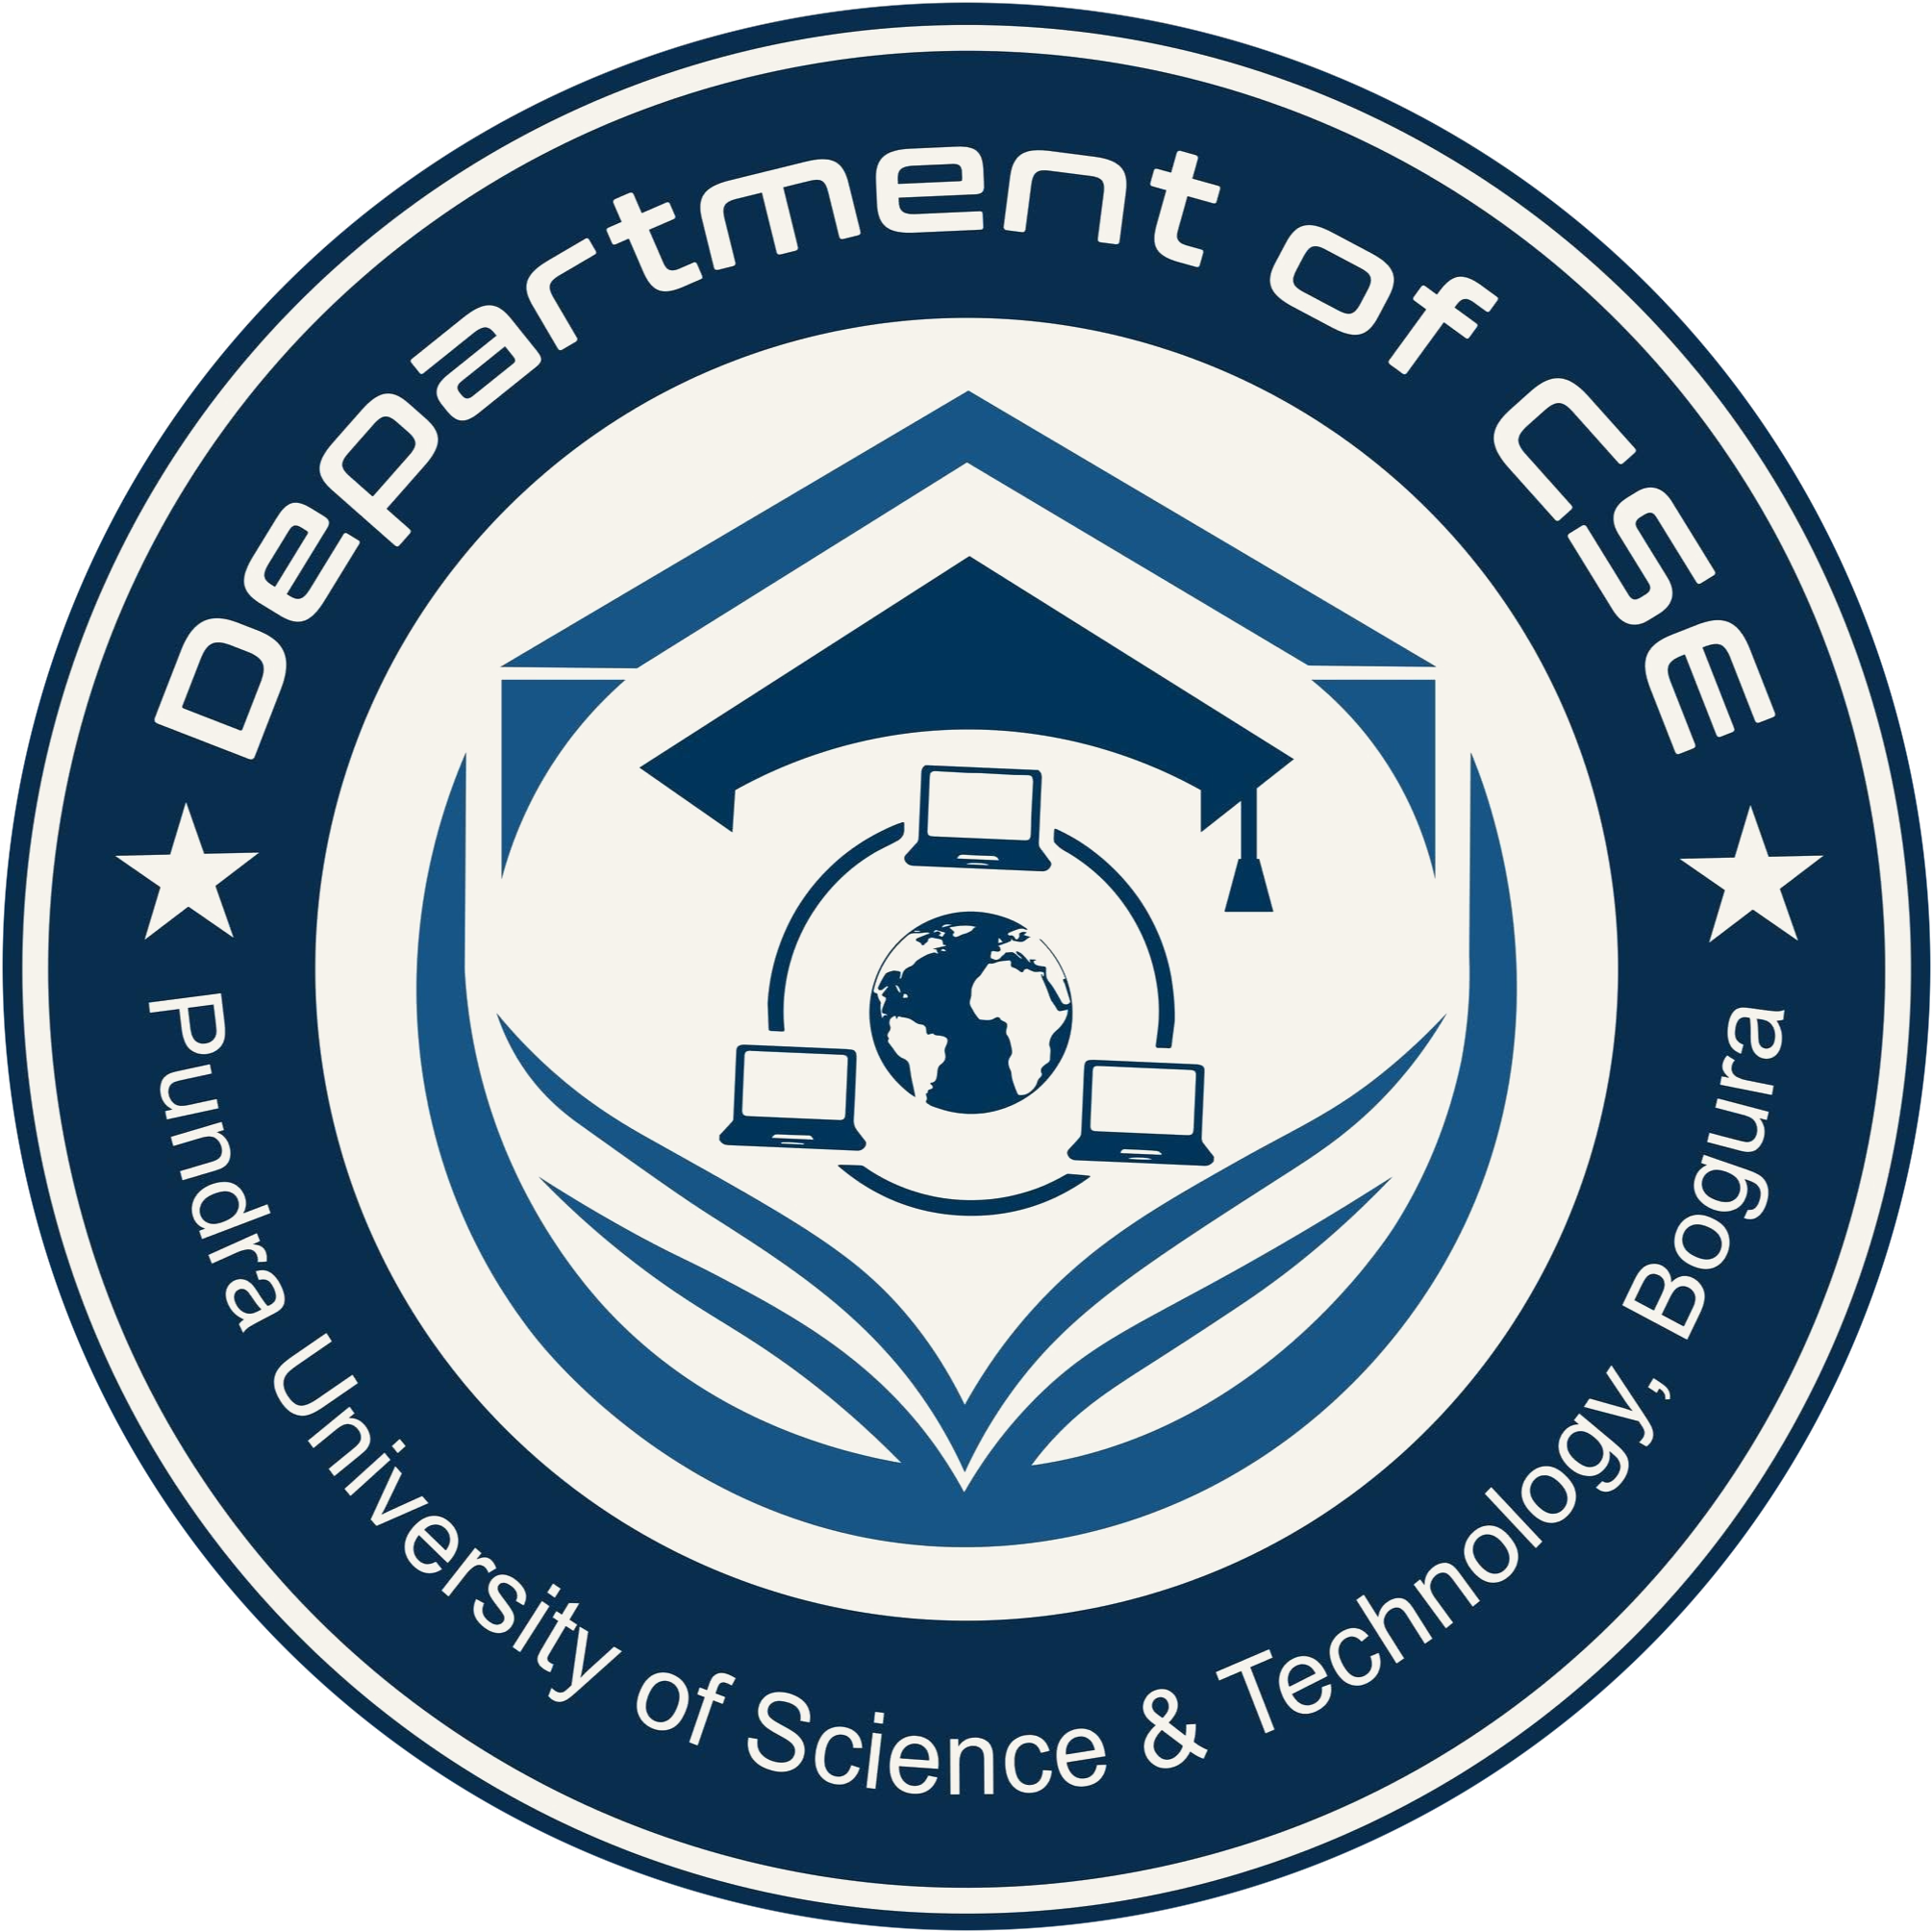 Department of CSE
Pundra University of Science & Technology, Bogura